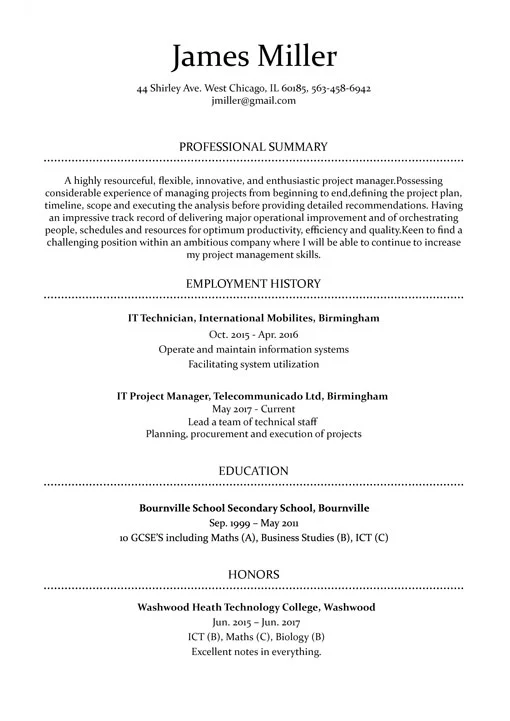 James Miller
44 Shirley Ave. West Chicago, IL 60185, 563-458-6942
jmiller@gmail.com
PROFESSIONAL SUMMARY
A highly resourceful, flexible, innovative, and enthusiastic project manager.Possessing
considerable experience of managing projects from beginning to end,defining the project plan,
timeline, scope and executing the analysis before providing detailed recommendations. Having
an impressive track record of delivering major operational improvement and of orchestrating
people, schedules and resources for optimum productivity, efficiency and quality.Keen to find a
challenging position within an ambitious company where I will be able to continue to increase
my project management skills.
EMPLOYMENT HISTORY
IT Technician, International Mobilites, Birmingham
Oct. 2015 - Apr. 2016
Operate and maintain information systems
Facilitating system utilization
IT Project Manager, Telecommunicado Ltd, Birmingham
May 2017 - Current
Lead a team of technical staff
Planning, procurement and execution of projects
EDUCATION
Bournville School Secondary School, Bournville
Sep. 1999 – May 2011
10 GCSE'S including Maths (A), Business Studies (B), ICT (C)
HONORS
Washwood Heath Technology College, Washwood
Jun. 2015 – Jun. 2017
ICT (B), Maths (C), Biology (B)
Excellent notes in everything.